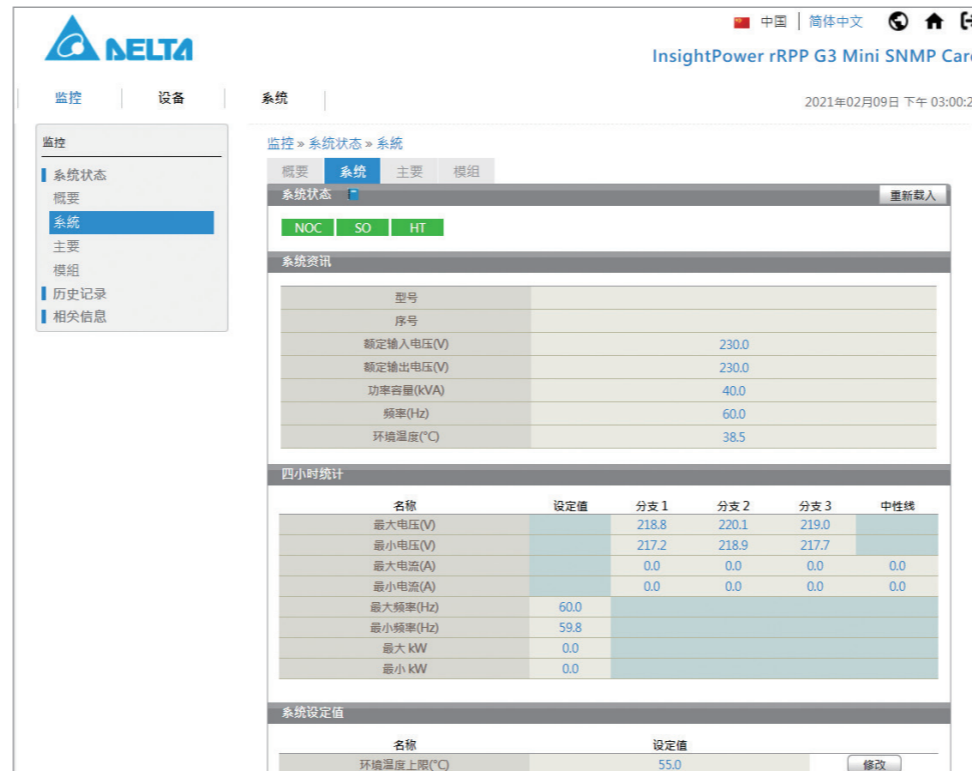 中国 | 简体中文
DELTA
InsightPower rRPP G3 Mini SNMP Card
监控 设备 系统
2021年02月09日 下午 03:00:2
监控
系统状态
概要
系統
主要
模组
历史记录
相关信息
监控 » 系统状态 » 系統
概要 系统 主要 模组
系统状态 重新载入
NOC SO HT
系统资讯
型号
序号
额定输入电压(V) 230.0
额定输出电压(V) 230.0
功率容量(kVA) 40.0
频率(Hz) 60.0
环境温度(°C) 38.5
四小时统计
名称 设定值 分支 1 分支 2 分支 3 中性线
最大电压(V) 218.8 220.1 219.0
最小电压(V) 217.2 218.9 217.7
最大电流(A) 0.0 0.0 0.0 0.0
最小电流(A) 0.0 0.0 0.0 0.0
最大频率(Hz) 60.0
最小频率(Hz) 59.8
最大 kW 0.0
最小 kW 0.0
系统设定值
名称 设定值
环境温度上限(°C) 55.0 修改